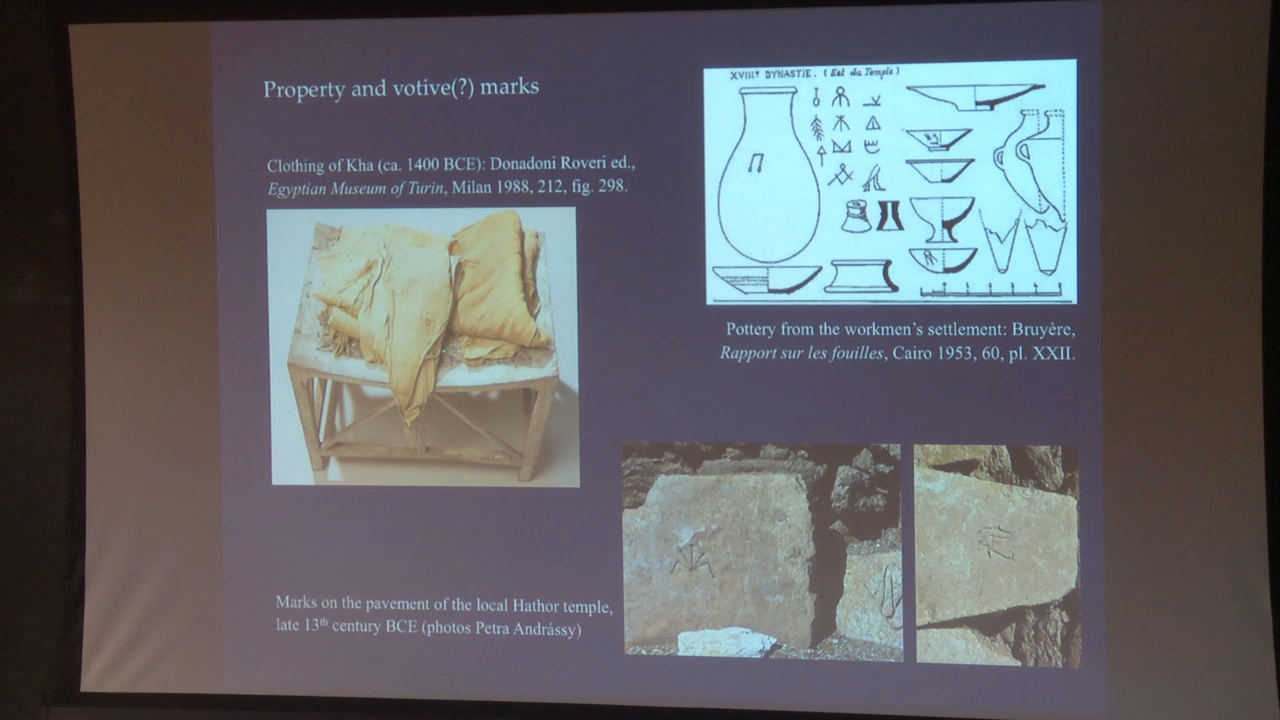 Property and votive(?) marks
Clothing of Kha (ca. 1400 BCE): Donadoni Roveri ed.,
Egyptian Museum of Turin, Milan 1988, 212, fig. 298.
XVIIIᵉ DYNASTIE. (Est du Temple)
Pottery from the workmen's settlement: Bruyère,
Rapport sur les fouilles, Cairo 1953, 60, pl. XXII.
Marks on the pavement of the local Hathor temple,
late 13th century BCE (photos Petra Andrássy)